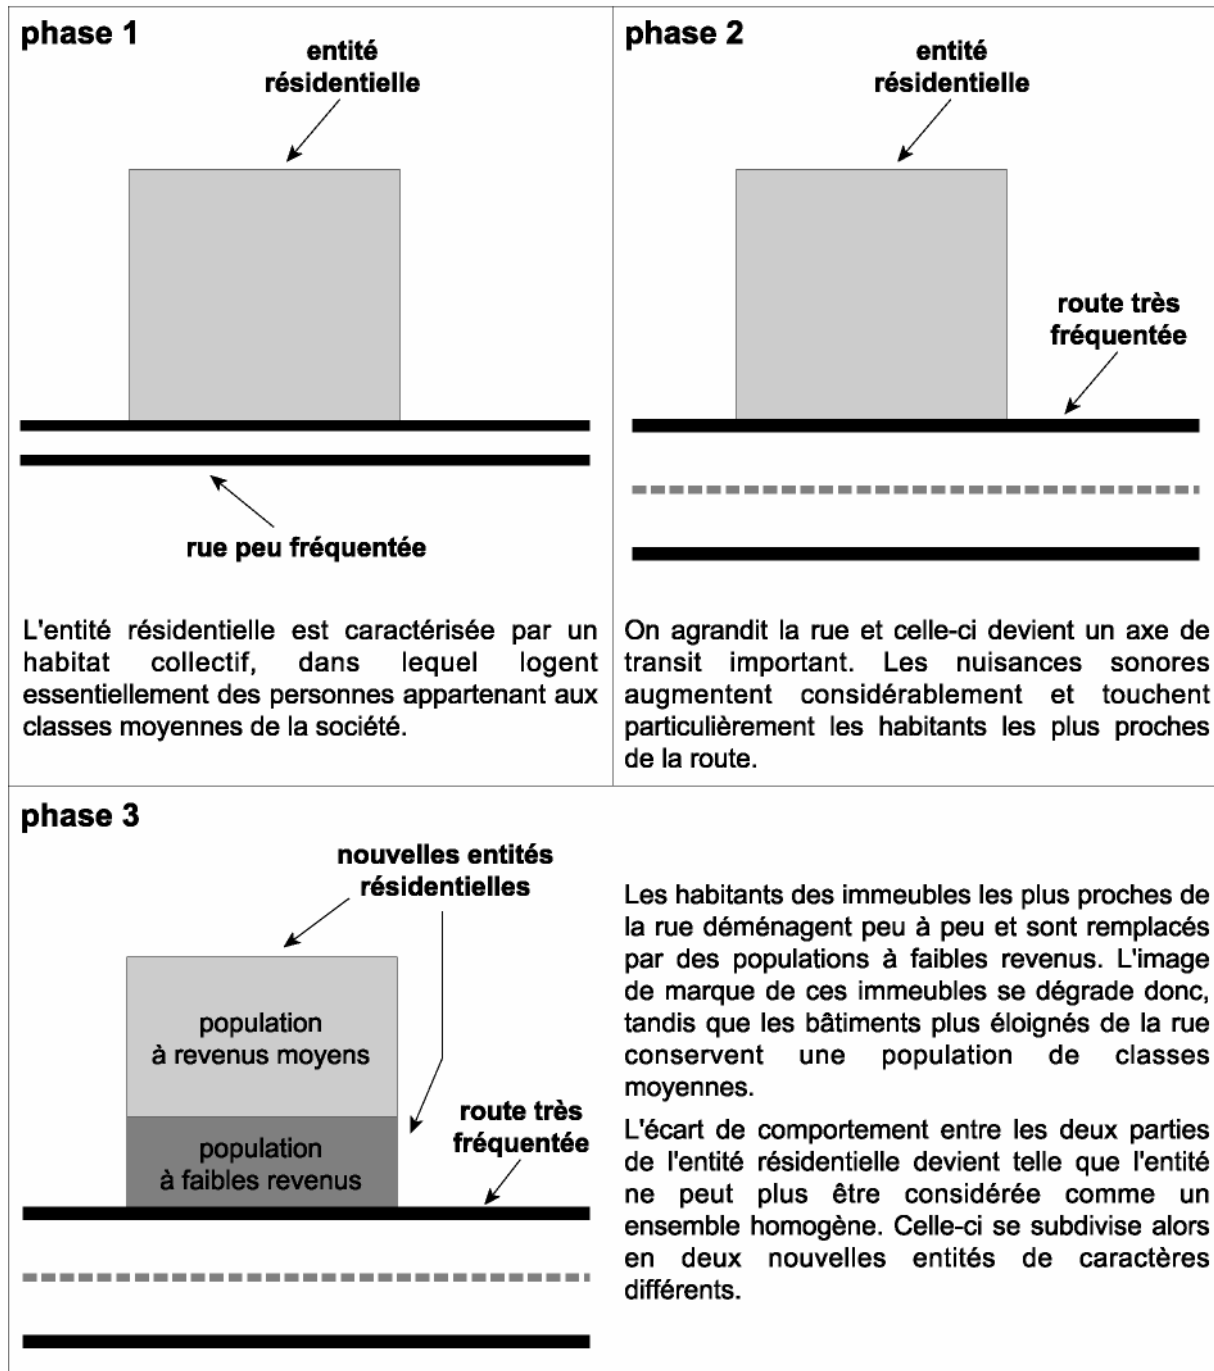 phase 1
entité
résidentielle
rue peu fréquentée
L'entité résidentielle est caractérisée par un
habitat collectif, dans lequel logent
essentiellement des personnes appartenant aux
classes moyennes de la société.
phase 2
entité
résidentielle
route très
fréquentée
On agrandit la rue et celle-ci devient un axe de
transit important. Les nuisances sonores
augmentent considérablement et touchent
particulièrement les habitants les plus proches
de la route.
phase 3
nouvelles entités
résidentielles
population
à revenus moyens
population
à faibles revenus
route très
fréquentée
Les habitants des immeubles les plus proches de
la rue déménagent peu à peu et sont remplacés
par des populations à faibles revenus. L'image
de marque de ces immeubles se dégrade donc,
tandis que les bâtiments plus éloignés de la rue
conservent une population de classes
moyennes.
L'écart de comportement entre les deux parties
de l'entité résidentielle devient telle que l'entité
ne peut plus être considérée comme un
ensemble homogène. Celle-ci se subdivise alors
en deux nouvelles entités de caractères
différents.